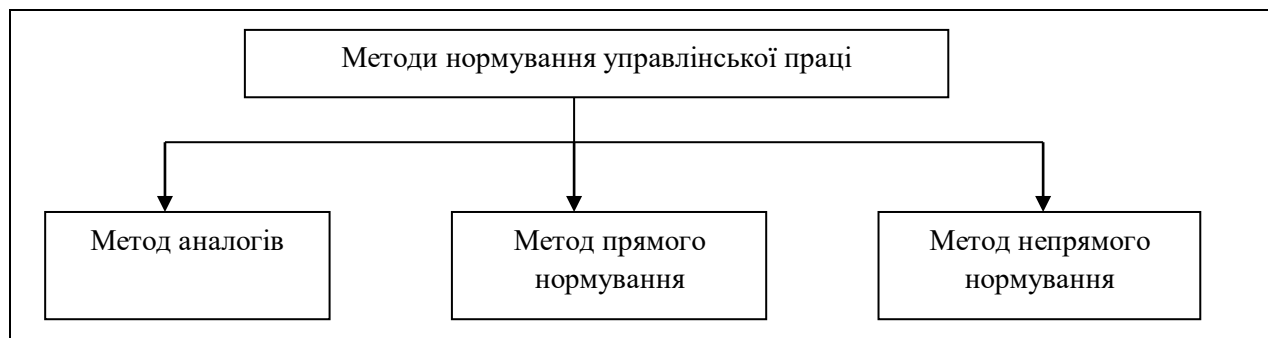 Методи нормування управлінської праці
Метод аналогів
Метод прямого
нормування
Метод непрямого
нормування